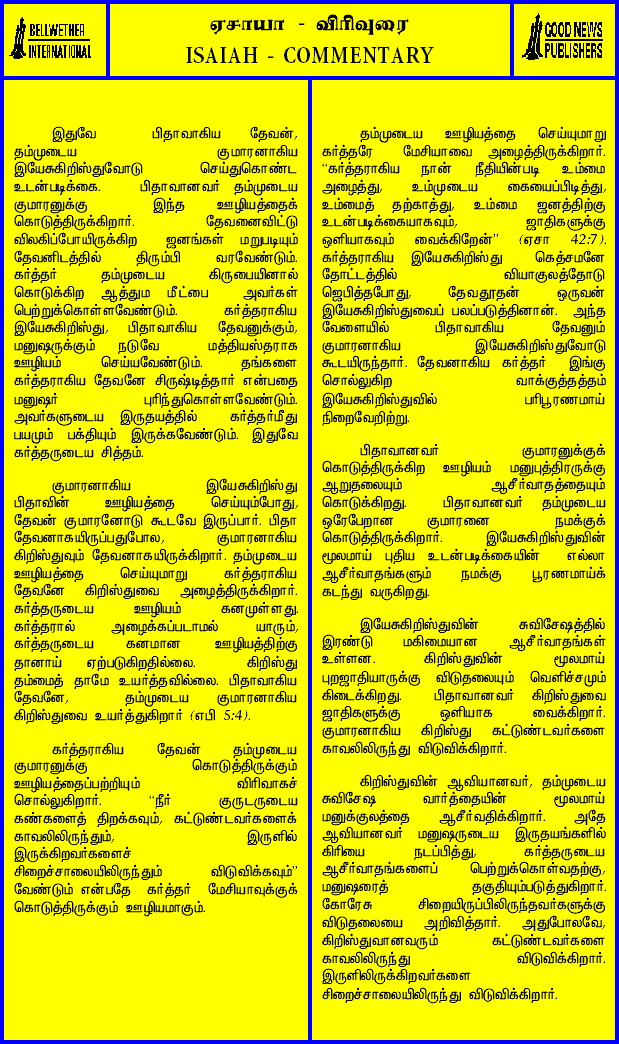 BELLWETHER
INTERNATIONAL
ஏசாயா - விரிவுரை
ISAIAH - COMMENTARY
GOOD NEWS
PUBLISHERS
இதுவே பிதாவாகிய தேவன்,
தம்முடைய குமாரனாகிய
இயேசுகிறிஸ்துவோடு செய்துகொண்ட
உடன்படிக்கை. பிதாவானவர் தம்முடைய
குமாரனுக்கு இந்த ஊழியத்தைக்
கொடுத்திருக்கிறார். தேவனைவிட்டு
விலகிப்போயிருக்கிற ஜனங்கள் மறுபடியும்
தேவனிடத்தில் திரும்பி வரவேண்டும்.
கர்த்தர் தம்முடைய கிருபையினால்
கொடுக்கிற ஆத்தும மீட்பை அவர்கள்
பெற்றுக்கொள்ளவேண்டும். கர்த்தராகிய
இயேசுகிறிஸ்து, பிதாவாகிய தேவனுக்கும்,
மனுஷருக்கும் நடுவே மத்தியஸ்தராக
ஊழியம் செய்யவேண்டும். தங்களை
கர்த்தராகிய தேவனே சிருஷ்டித்தார் என்பதை
மனுஷர் புரிந்துகொள்ளவேண்டும்.
அவர்களுடைய இருதயத்தில் கர்த்தர்மீது
பயமும் பக்தியும் இருக்கவேண்டும். இதுவே
கர்த்தருடைய சித்தம்.
குமாரனாகிய இயேசுகிறிஸ்து
பிதாவின் ஊழியத்தை செய்யும்போது,
தேவன் குமாரனோடு கூடவே இருப்பார். பிதா
தேவனாகயிருப்பதுபோல, குமாரனாகிய
கிறிஸ்துவும் தேவனாகயிருக்கிறார். தம்முடைய
ஊழியத்தை செய்யுமாறு கர்த்தராகிய
தேவனே கிறிஸ்துவை அழைத்திருக்கிறார்.
கர்த்தருடைய ஊழியம் கனமுள்ளது.
கர்த்தரால் அழைக்கப்படாமல் யாரும்,
கர்த்தருடைய கனமான ஊழியத்திற்கு
தானாய் ஏற்படுகிறதில்லை. கிறிஸ்து
தம்மைத் தாமே உயர்த்தவில்லை. பிதாவாகிய
தேவனே, தம்முடைய குமாரனாகிய
கிறிஸ்துவை உயர்த்துகிறார் (எபி 5:4).
கர்த்தராகிய தேவன் தம்முடைய
குமாரனுக்கு கொடுத்திருக்கும்
ஊழியத்தைப்பற்றியும் விரிவாகச்
சொல்லுகிறார். “நீர் குருடருடைய
கண்களைத் திறக்கவும், கட்டுண்டவர்களைக்
காவலிலிருந்தும், இருளில்
இருக்கிறவர்களைச்
சிறைச்சாலையிலிருந்தும் விடுவிக்கவும்”
வேண்டும் என்பதே கர்த்தர் மேசியாவுக்குக்
கொடுத்திருக்கும் ஊழியமாகும்.
தம்முடைய ஊழியத்தை செய்யுமாறு
கர்த்தரே மேசியாவை அழைத்திருக்கிறார்.
“கர்த்தராகிய நான் நீதியின்படி உம்மை
அழைத்து, உம்முடைய கையைப்பிடித்து,
உம்மைத் தற்காத்து, உம்மை ஜனத்திற்கு
உடன்படிக்கையாகவும், ஜாதிகளுக்கு
ஒளியாகவும் வைக்கிறேன்” (ஏசா 42:7).
கர்த்தராகிய இயேசுகிறிஸ்து கெத்சமனே
தோட்டத்தில் வியாகுலத்தோடு
ஜெபித்தபோது, தேவதூதன் ஒருவன்
இயேசுகிறிஸ்துவைப் பலப்படுத்தினான். அந்த
வேளையில் பிதாவாகிய தேவனும்
குமாரனாகிய இயேசுகிறிஸ்துவோடு
கூடயிருந்தார். தேவனாகிய கர்த்தர் இங்கு
சொல்லுகிற வாக்குத்தத்தம்
இயேசுகிறிஸ்துவில் பரிபூரணமாய்
நிறைவேறிற்று.
பிதாவானவர் குமாரனுக்குக்
கொடுத்திருக்கிற ஊழியம் மனுபுத்திரருக்கு
ஆறுதலையும் ஆசீர்வாதத்தையும்
கொடுக்கிறது. பிதாவானவர் தம்முடைய
ஒரேபேறான குமாரனை நமக்குக்
கொடுத்திருக்கிறார். இயேசுகிறிஸ்துவின்
மூலமாய் புதிய உடன்படிக்கையின் எல்லா
ஆசீர்வாதங்களும் நமக்கு பூரணமாய்க்
கடந்து வருகிறது.
இயேசுகிறிஸ்துவின் சுவிசேஷத்தில்
இரண்டு மகிமையான ஆசீர்வாதங்கள்
உள்ளன. கிறிஸ்துவின் மூலமாய்
புறஜாதியாருக்கு விடுதலையும் வெளிச்சமும்
கிடைக்கிறது. பிதாவானவர் கிறிஸ்துவை
ஜாதிகளுக்கு ஒளியாக வைக்கிறார்.
குமாரனாகிய கிறிஸ்து கட்டுண்டவர்களை
காவலிலிருந்து விடுவிக்கிறார்.
கிறிஸ்துவின் ஆவியானவர், தம்முடைய
சுவிசேஷ வார்த்தையின் மூலமாய்
மனுக்குலத்தை ஆசீர்வதிக்கிறார். அதே
ஆவியானவர் மனுஷருடைய இருதயங்களில்
கிரியை நடப்பித்து, கர்த்தருடைய
ஆசீர்வாதங்களைப் பெற்றுக்கொள்வதற்கு,
மனுஷரைத் தகுதியும்படுத்துகிறார்.
கோரேசு சிறையிருப்பிலிருந்தவர்களுக்கு
விடுதலையை அறிவித்தார். அதுபோலவே,
கிறிஸ்துவானவரும் கட்டுண்டவர்களை
காவலிலிருந்து விடுவிக்கிறார்.
இருளிலிருக்கிறவர்களை
சிறைச்சாலையிலிருந்து விடுவிக்கிறார்.